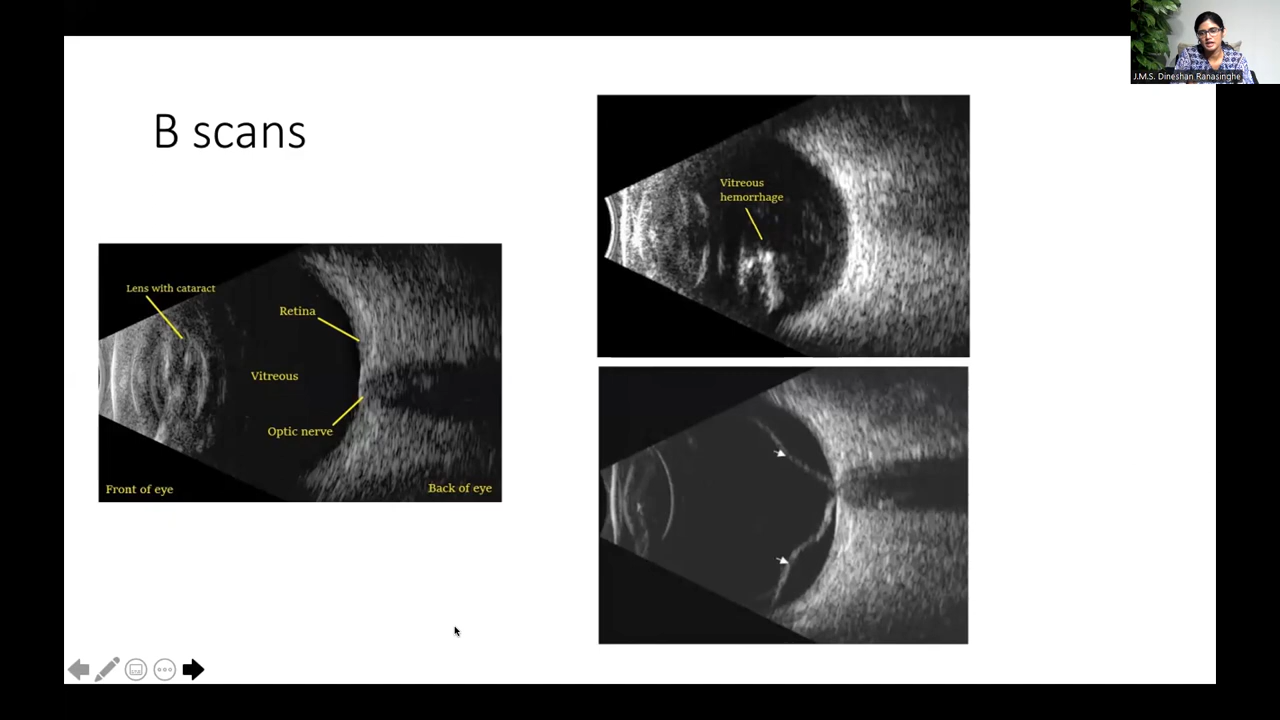 B scans
Lens with cataract
Retina
Vitreous
Optic nerve
Front of eye
Back of eye
Vitreous
hemorrhage
J.M.S. Dineshan Ranasinghe